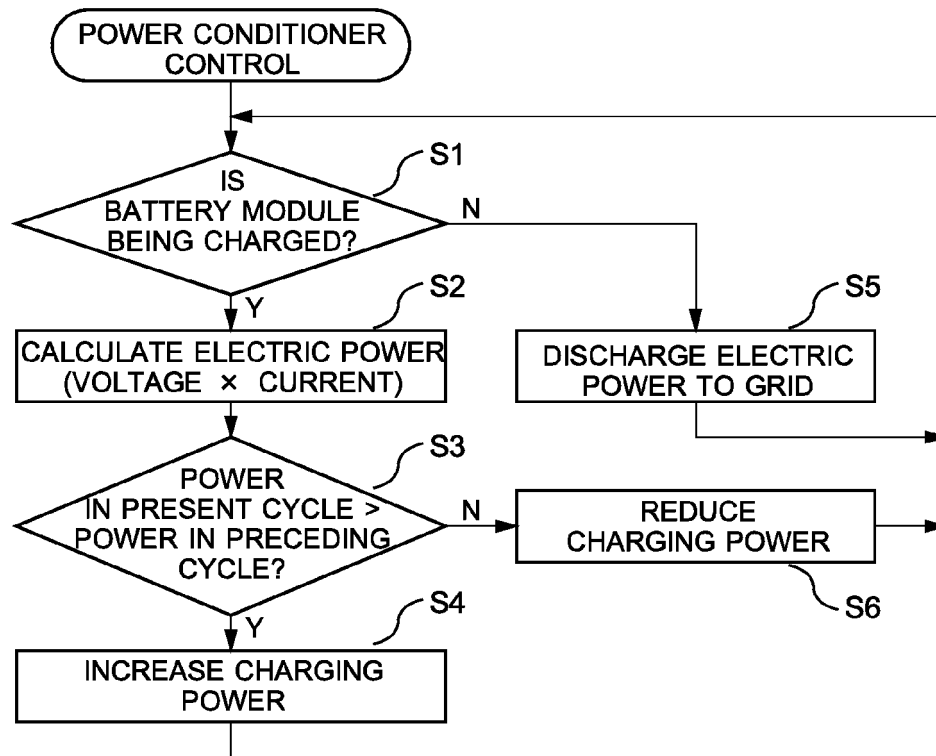 POWER CONDITIONER
CONTROL
S1
IS
BATTERY MODULE
BEING CHARGED?
N
Y
S2
CALCULATE ELECTRIC POWER
(VOLTAGE × CURRENT)
S5
DISCHARGE ELECTRIC
POWER TO GRID
S3
POWER
IN PRESENT CYCLE >
POWER IN PRECEDING
CYCLE?
N
Y
REDUCE
CHARGING POWER
S6
S4
INCREASE CHARGING
POWER